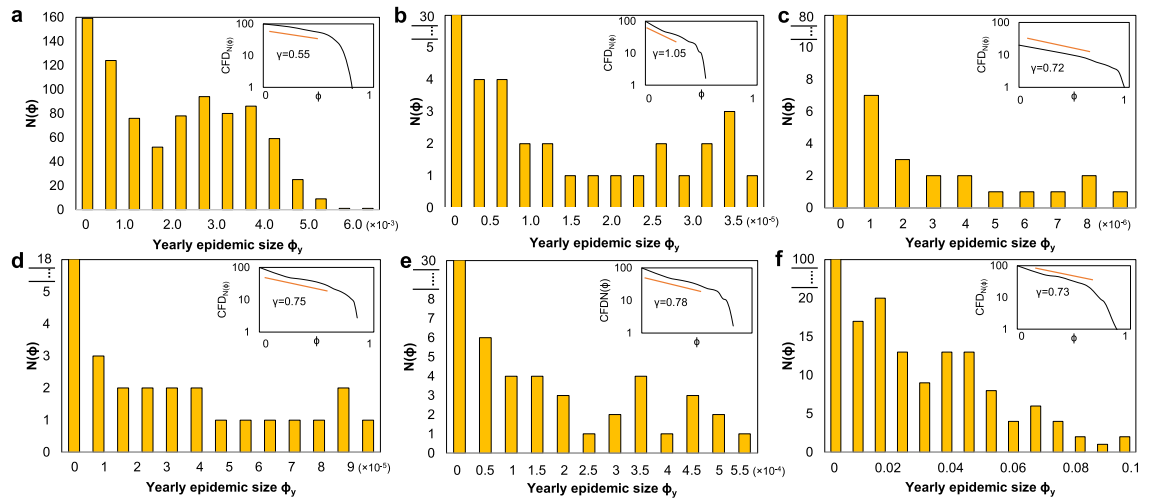 a
160
140
120
100
80
60
40
20
0
N(ϕ)
0 1.0 2.0 3.0 4.0 5.0 6.0 (×10⁻³)
Yearly epidemic size ϕy
100
10
1
CFDN(ϕ)
γ=0.55
0 ϕ 1
b
30
5
4
3
2
1
0
N(ϕ)
0 0.5 1.0 1.5 2.0 2.5 3.0 3.5 (×10⁻⁵)
Yearly epidemic size ϕy
100
10
1
CFDN(ϕ)
γ=1.05
0 ϕ 1
c
80
10
8
6
4
2
0
N(ϕ)
0 1 2 3 4 5 6 7 8 (×10⁻⁶)
Yearly epidemic size ϕy
100
10
1
CFDN(ϕ)
γ=0.72
0 ϕ 1
d
18
5
4
3
2
1
0
N(ϕ)
0 1 2 3 4 5 6 7 8 9 (×10⁻⁵)
Yearly epidemic size ϕy
100
10
1
CFDN(ϕ)
γ=0.75
0 ϕ 1
e
30
8
7
6
5
4
3
2
1
0
N(ϕ)
0 0.5 1 1.5 2 2.5 3 3.5 4 4.5 5 5.5 (×10⁻⁴)
Yearly epidemic size ϕy
100
10
1
CFDN(ϕ)
γ=0.78
0 ϕ 1
f
100
20
15
10
5
0
N(ϕ)
0 0.02 0.04 0.06 0.08 0.1
Yearly epidemic size ϕy
100
10
1
CFDN(ϕ)
γ=0.73
0 ϕ 1